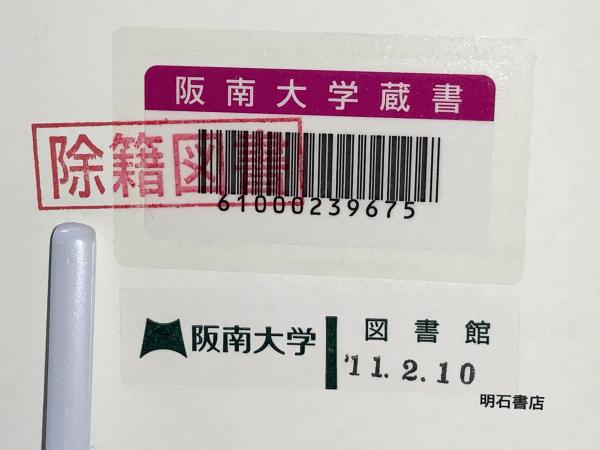 阪南大学蔵書
除籍図書
61000239675
阪南大学
図書館
'11.2.10
明石書店